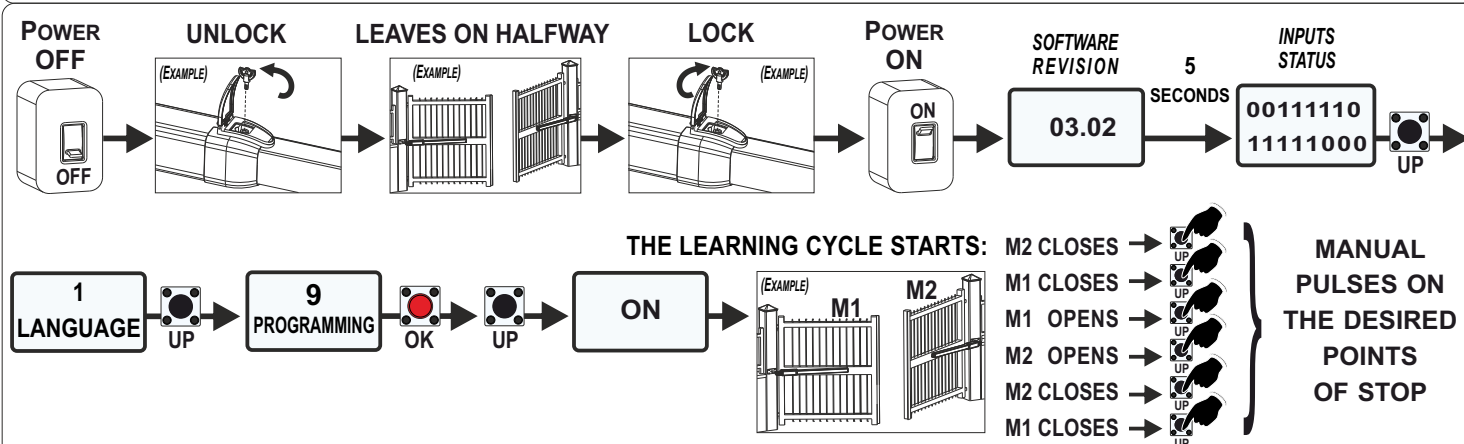 POWER
OFF
OFF
UNLOCK
(EXAMPLE)
LEAVES ON HALFWAY
(EXAMPLE)
LOCK
(EXAMPLE)
POWER
ON
ON
SOFTWARE
REVISION
03.02
5
SECONDS
INPUTS
STATUS
00111110
11111000
UP
1
LANGUAGE
UP
9
PROGRAMMING
OK
UP
ON
THE LEARNING CYCLE STARTS:
(EXAMPLE)
M1
M2
M2 CLOSES
UP
M1 CLOSES
UP
M1 OPENS
UP
M2 OPENS
UP
M2 CLOSES
UP
M1 CLOSES
UP
MANUAL
PULSES ON
THE DESIRED
POINTS
OF STOP